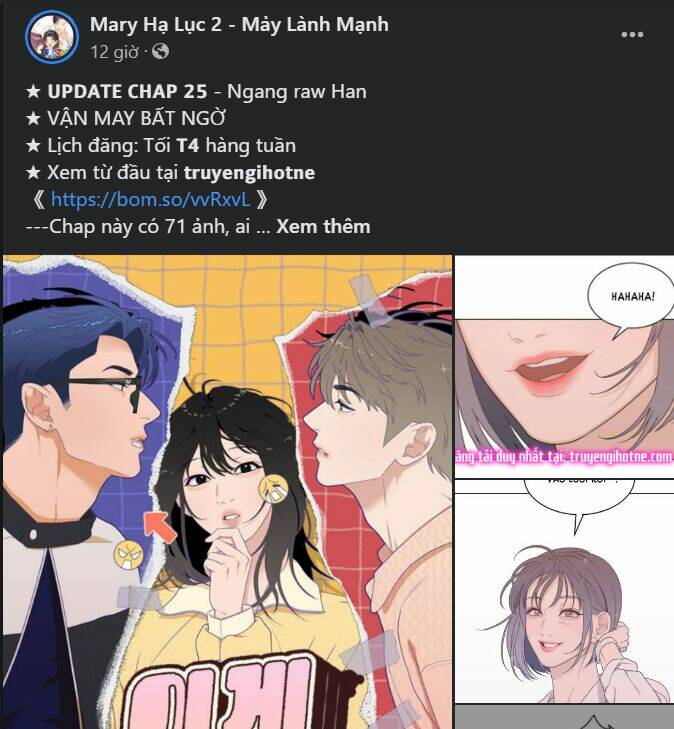 Mary Hạ Lục 2 - Mảy Lành Mạnh
12 giờ ·
★ UPDATE CHAP 25 - Ngang raw Han
★ VẬN MAY BẤT NGỜ
★ Lịch đăng: Tối T4 hàng tuần
★ Xem từ đầu tại truyengihotne
《 https://bom.so/vvRxvL 》
---Chap này có 71 ảnh, ai ... Xem thêm
HAHAHA!
ăng tải duy nhất tại: truyengihotne.com